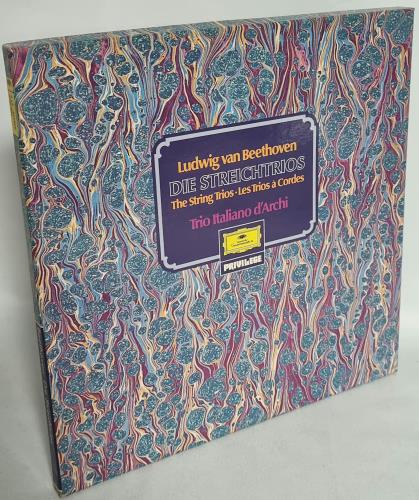 Ludwig van Beethoven
DIE STREICHTRIOS
The String Trios · Les Trios à Cordes
Trio Italiano d'Archi
PRIVILEGE